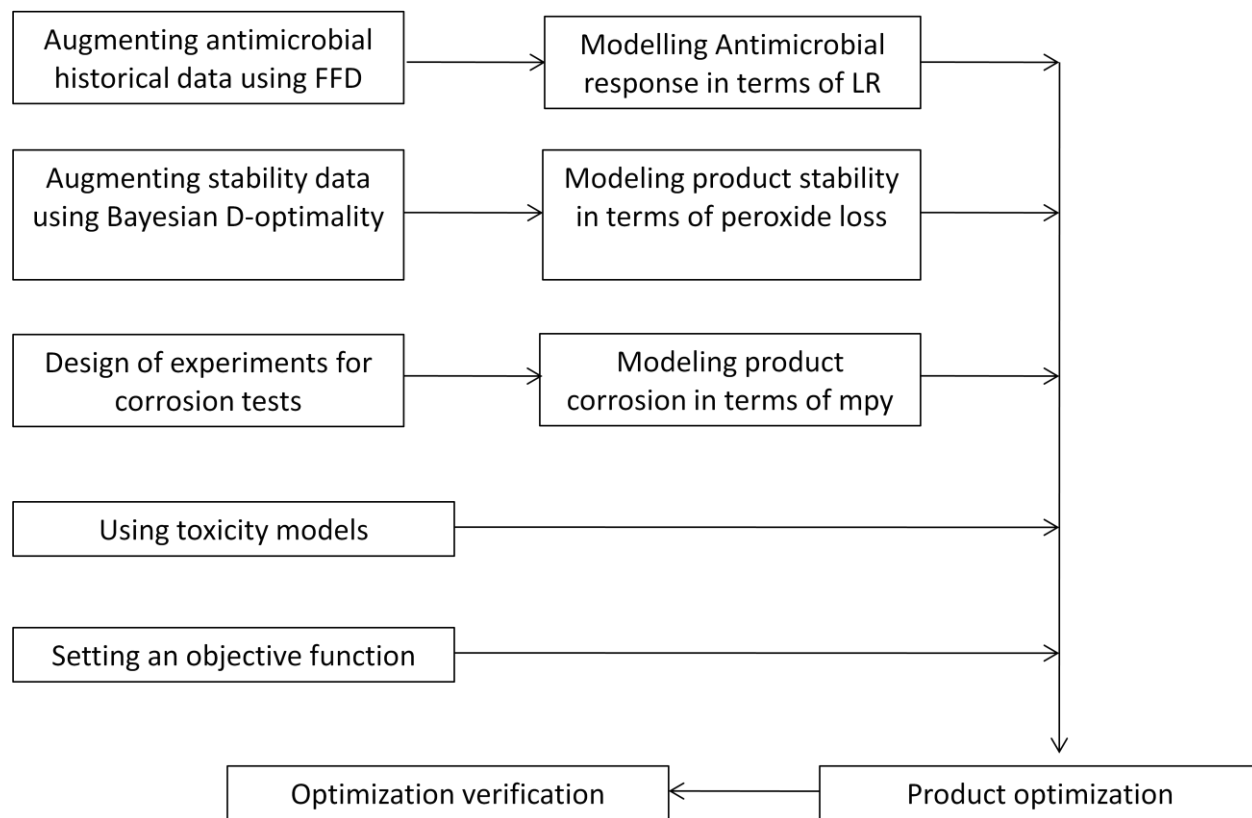 Augmenting antimicrobial
historical data using FFD
Modelling Antimicrobial
response in terms of LR
Augmenting stability data
using Bayesian D-optimality
Modeling product stability
in terms of peroxide loss
Design of experiments for
corrosion tests
Modeling product
corrosion in terms of mpy
Using toxicity models
Setting an objective function
Optimization verification
Product optimization